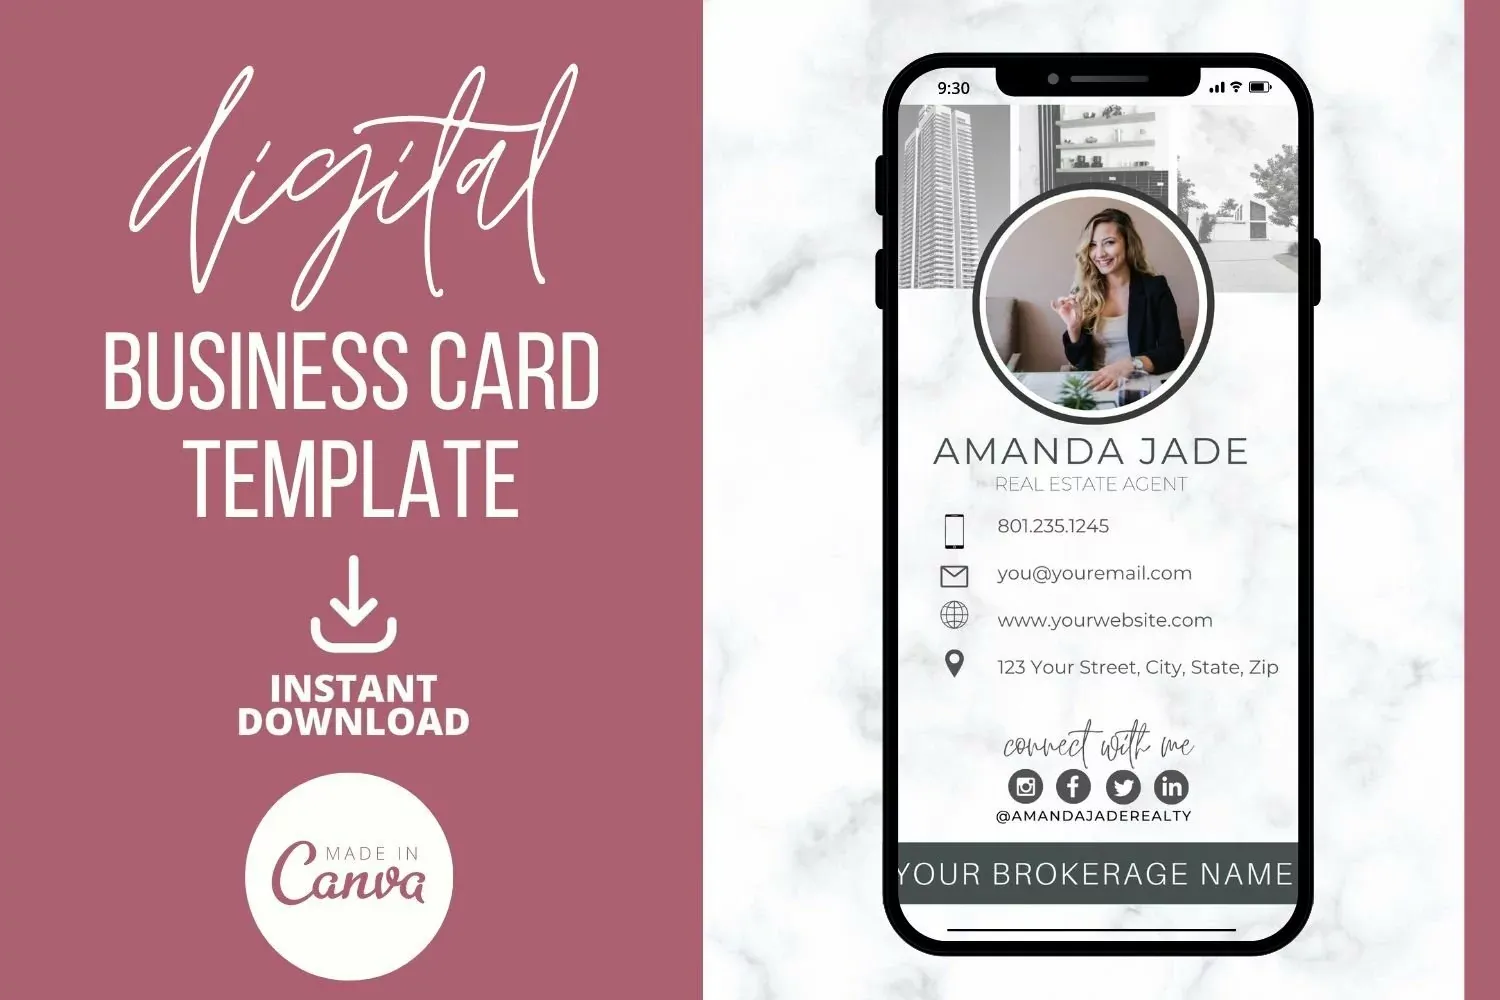 digital
BUSINESS CARD
TEMPLATE
INSTANT
DOWNLOAD
MADE IN
Canva
9:30
AMANDA JADE
REAL ESTATE AGENT
801.235.1245
you@youremail.com
www.yourwebsite.com
123 Your Street, City, State, Zip
connect with me
f in
@AMANDAJADEREALTY
YOUR BROKERAGE NAME